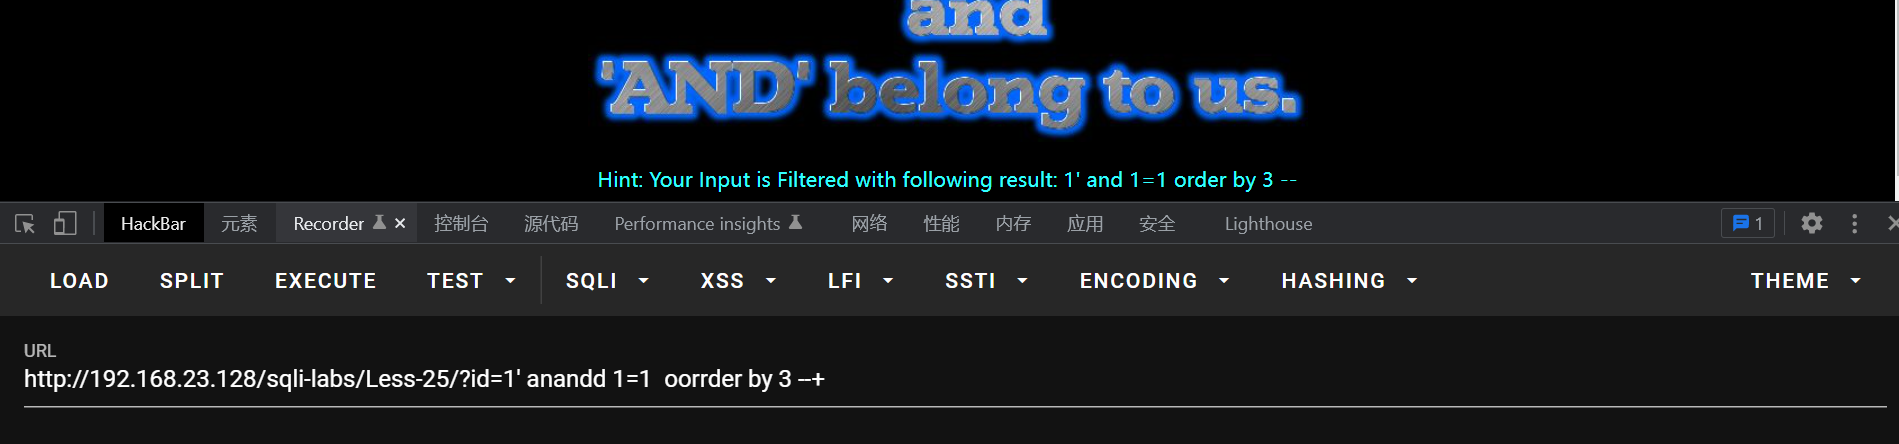 and
'AND' belong to us.
Hint: Your Input is Filtered with following result: 1' and 1=1 order by 3 --
HackBar 元素 Recorder × 控制台 源代码 Performance insights 网络 性能 内存 应用 安全 Lighthouse 1
LOAD SPLIT EXECUTE TEST SQLI XSS LFI SSTI ENCODING HASHING THEME
URL
http://192.168.23.128/sqli-labs/Less-25/?id=1' anandd 1=1  oorrder by 3 --+